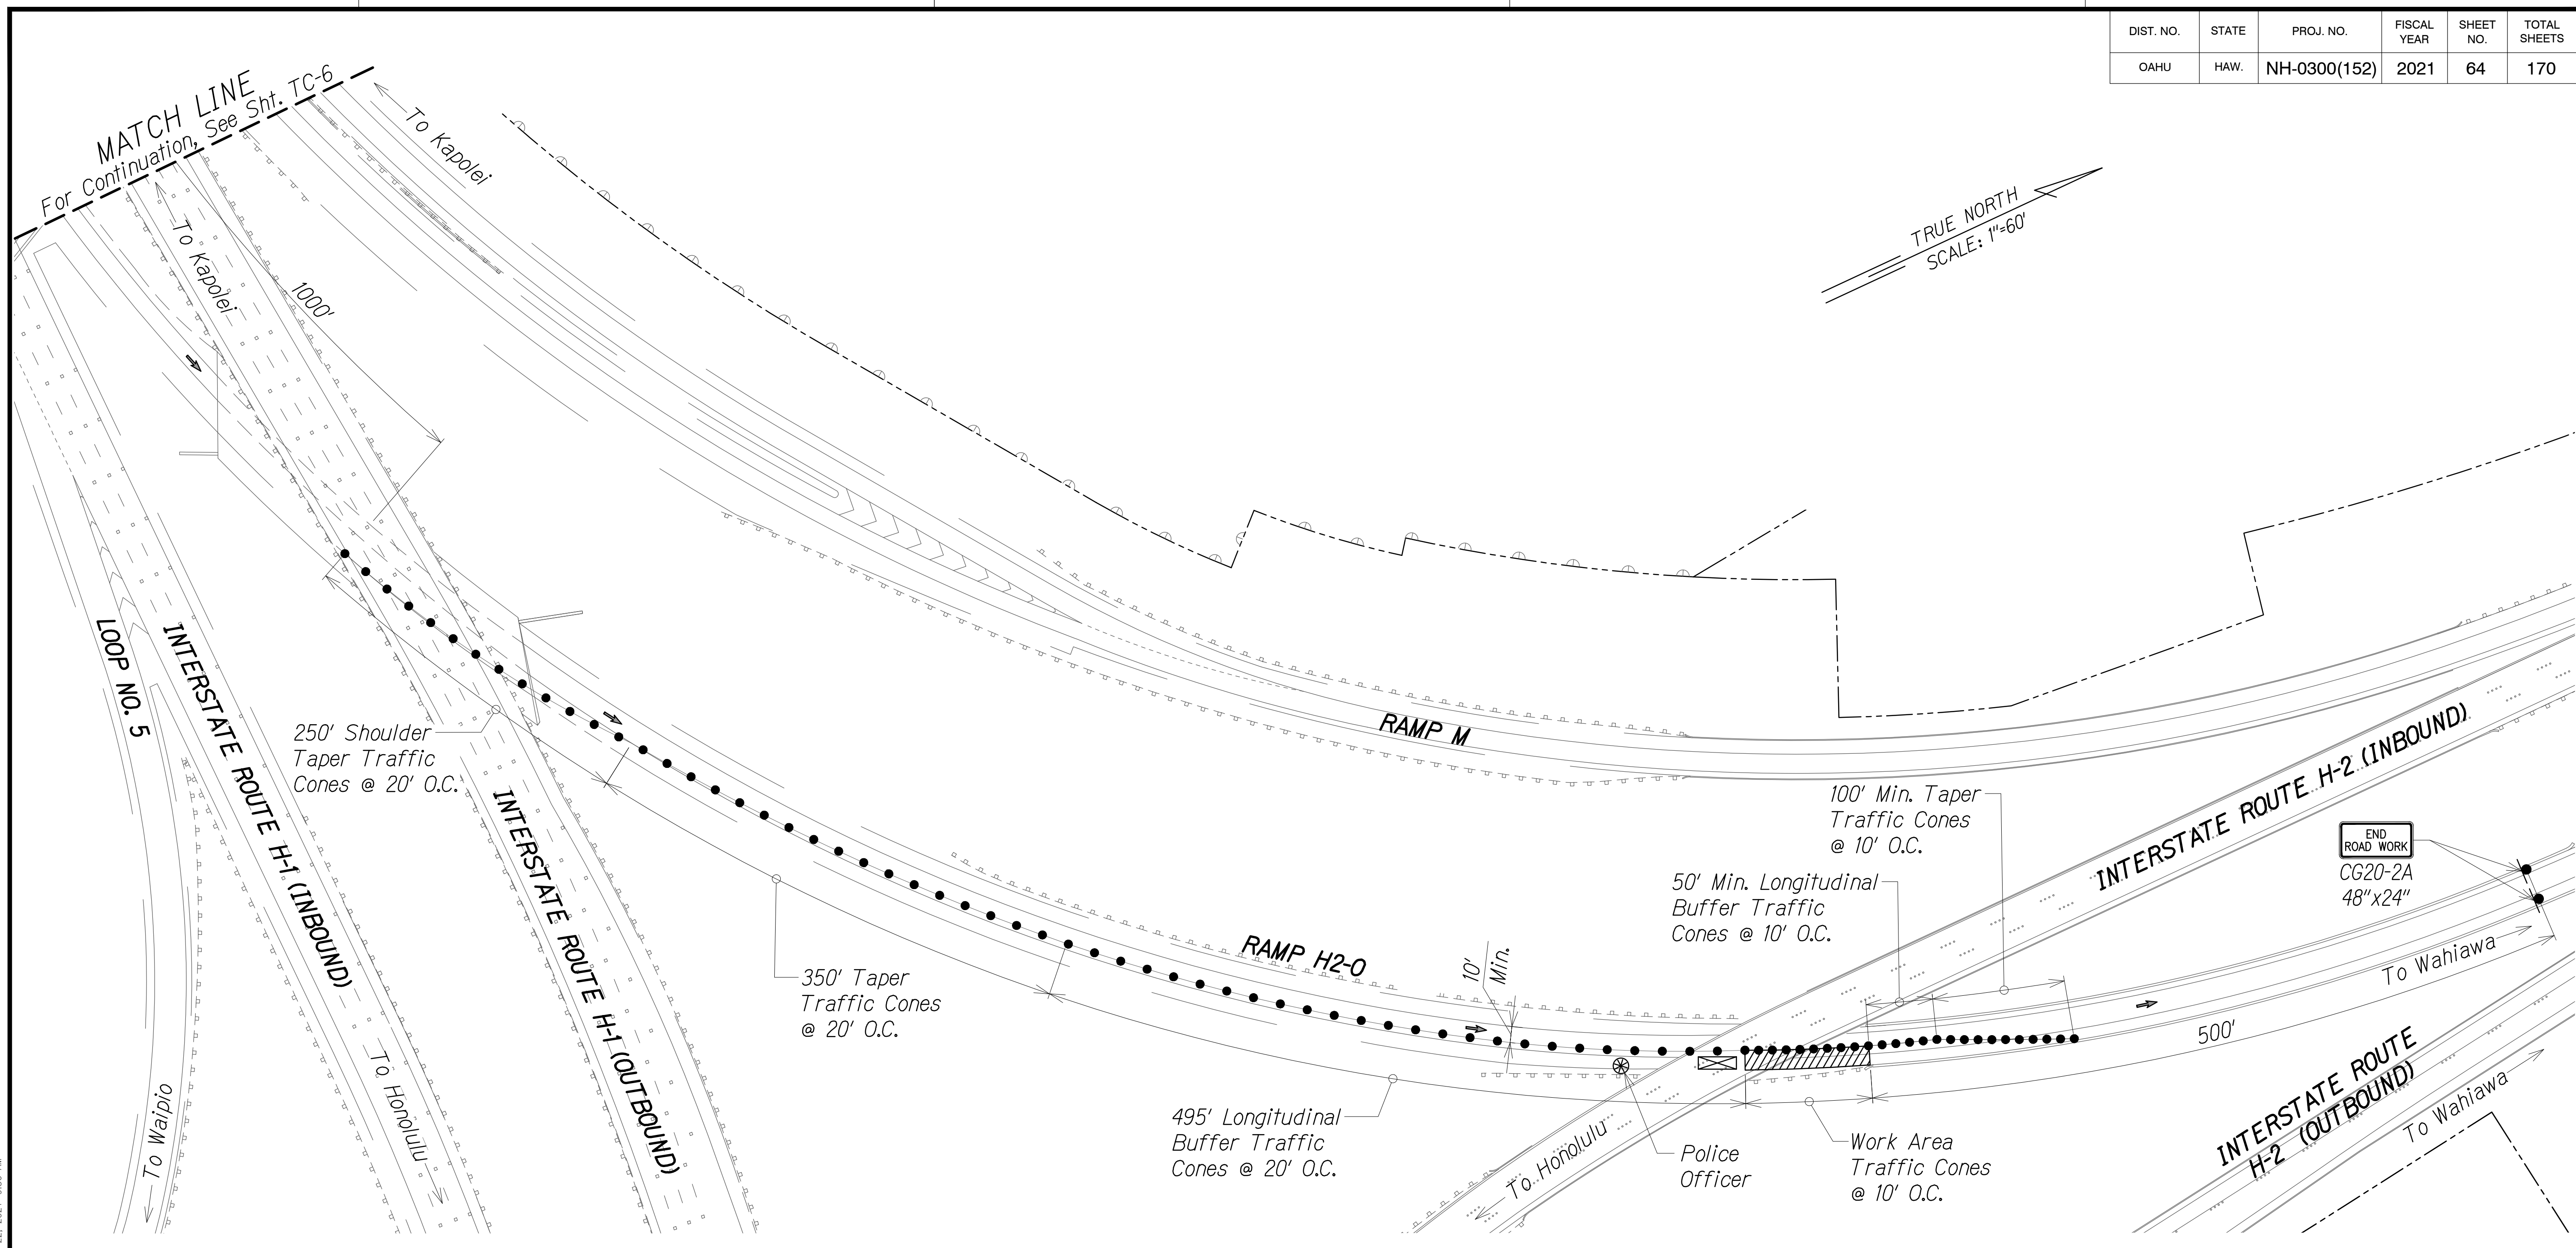 DIST. NO.
STATE
PROJ. NO.
FISCAL
YEAR
SHEET
NO.
TOTAL
SHEETS
OAHU
HAW.
NH-0300(152)
2021
64
170
MATCH LINE
For Continuation, See Sht. TC-6
To Kapolei
To Kapolei
1000'
TRUE NORTH
SCALE: 1"=60'
LOOP NO. 5
INTERSTATE ROUTE H-1 (INBOUND)
INTERSTATE ROUTE H-1 (OUTBOUND)
250' Shoulder
Taper Traffic
Cones @ 20' O.C.
RAMP M
100' Min. Taper
Traffic Cones
@ 10' O.C.
INTERSTATE ROUTE H-2 (INBOUND)
END
ROAD WORK
CG20-2A
48"x24"
50' Min. Longitudinal
Buffer Traffic
Cones @ 10' O.C.
RAMP H2-O
10'
Min.
350' Taper
Traffic Cones
@ 20' O.C.
To Wahiawa
500'
To Waipio
To Honolulu
495' Longitudinal
Buffer Traffic
Cones @ 20' O.C.
To Honolulu
Police
Officer
Work Area
Traffic Cones
@ 10' O.C.
INTERSTATE ROUTE
H-2 (OUTBOUND)
To Wahiawa